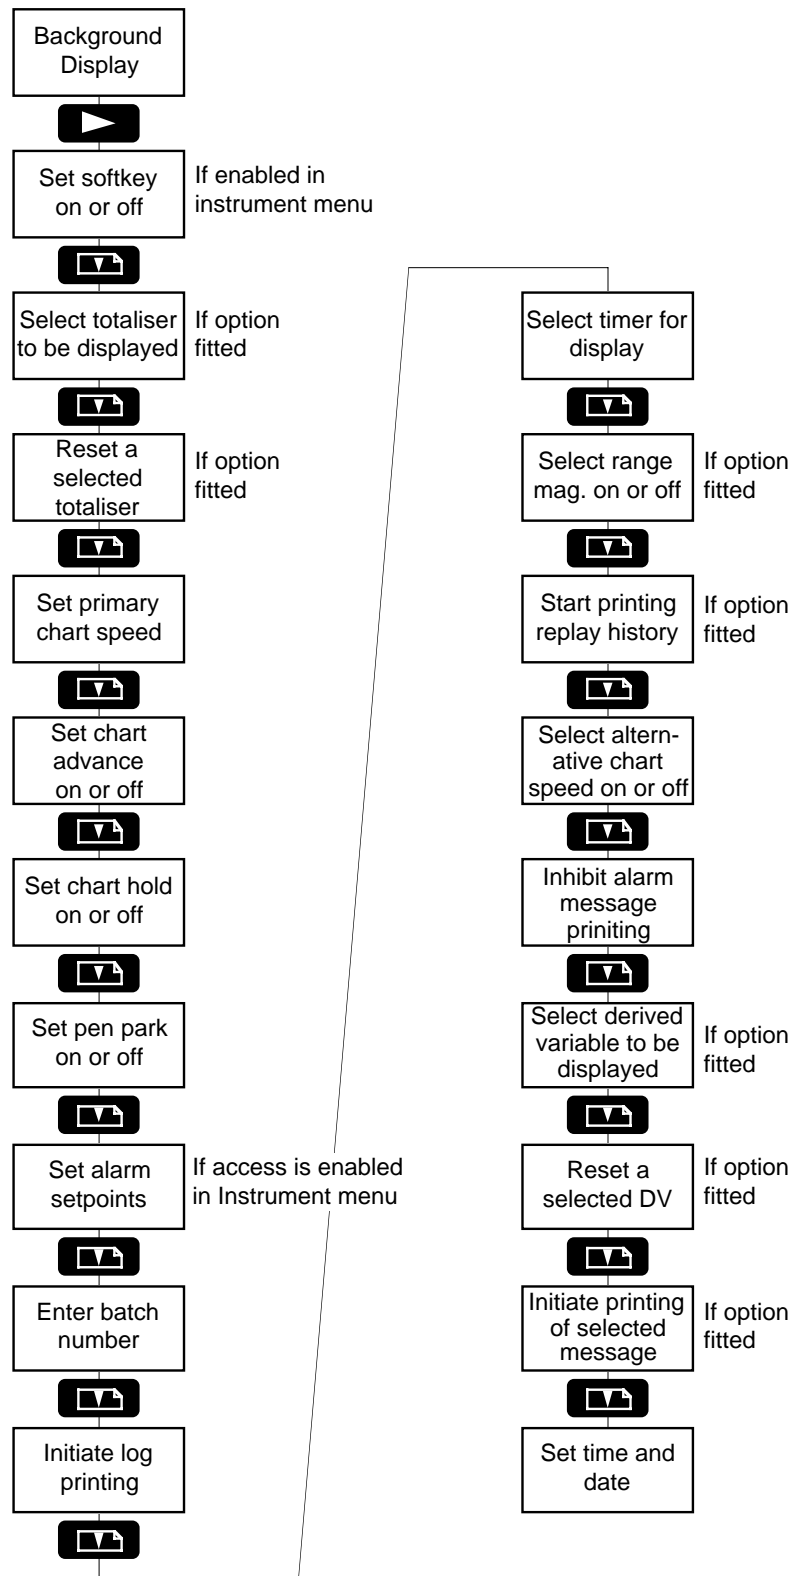 Background
Display
Set softkey
on or off
If enabled in
instrument menu
Select totaliser
to be displayed
If option
fitted
Reset a
selected
totaliser
If option
fitted
Set primary
chart speed
Set chart
advance
on or off
Set chart hold
on or off
Set pen park
on or off
Set alarm
setpoints
If access is enabled
in Instrument menu
Enter batch
number
Initiate log
printing
Select timer for
display
Select range
mag. on or off
If option
fitted
Start printing
replay history
If option
fitted
Select altern-
ative chart
speed on or off
Inhibit alarm
message
priniting
Select derived
variable to be
displayed
If option
fitted
Reset a
selected DV
If option
fitted
Initiate printing
of selected
message
If option
fitted
Set time and
date